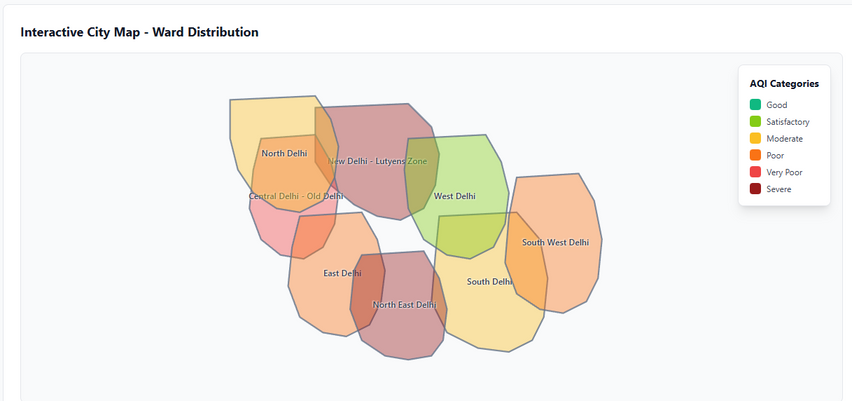 Interactive City Map - Ward Distribution
AQI Categories
Good
Satisfactory
Moderate
Poor
Very Poor
Severe
North Delhi
New Delhi - Lutyens Zone
Central Delhi - Old Delhi
West Delhi
South West Delhi
East Delhi
South Delhi
North East Delhi